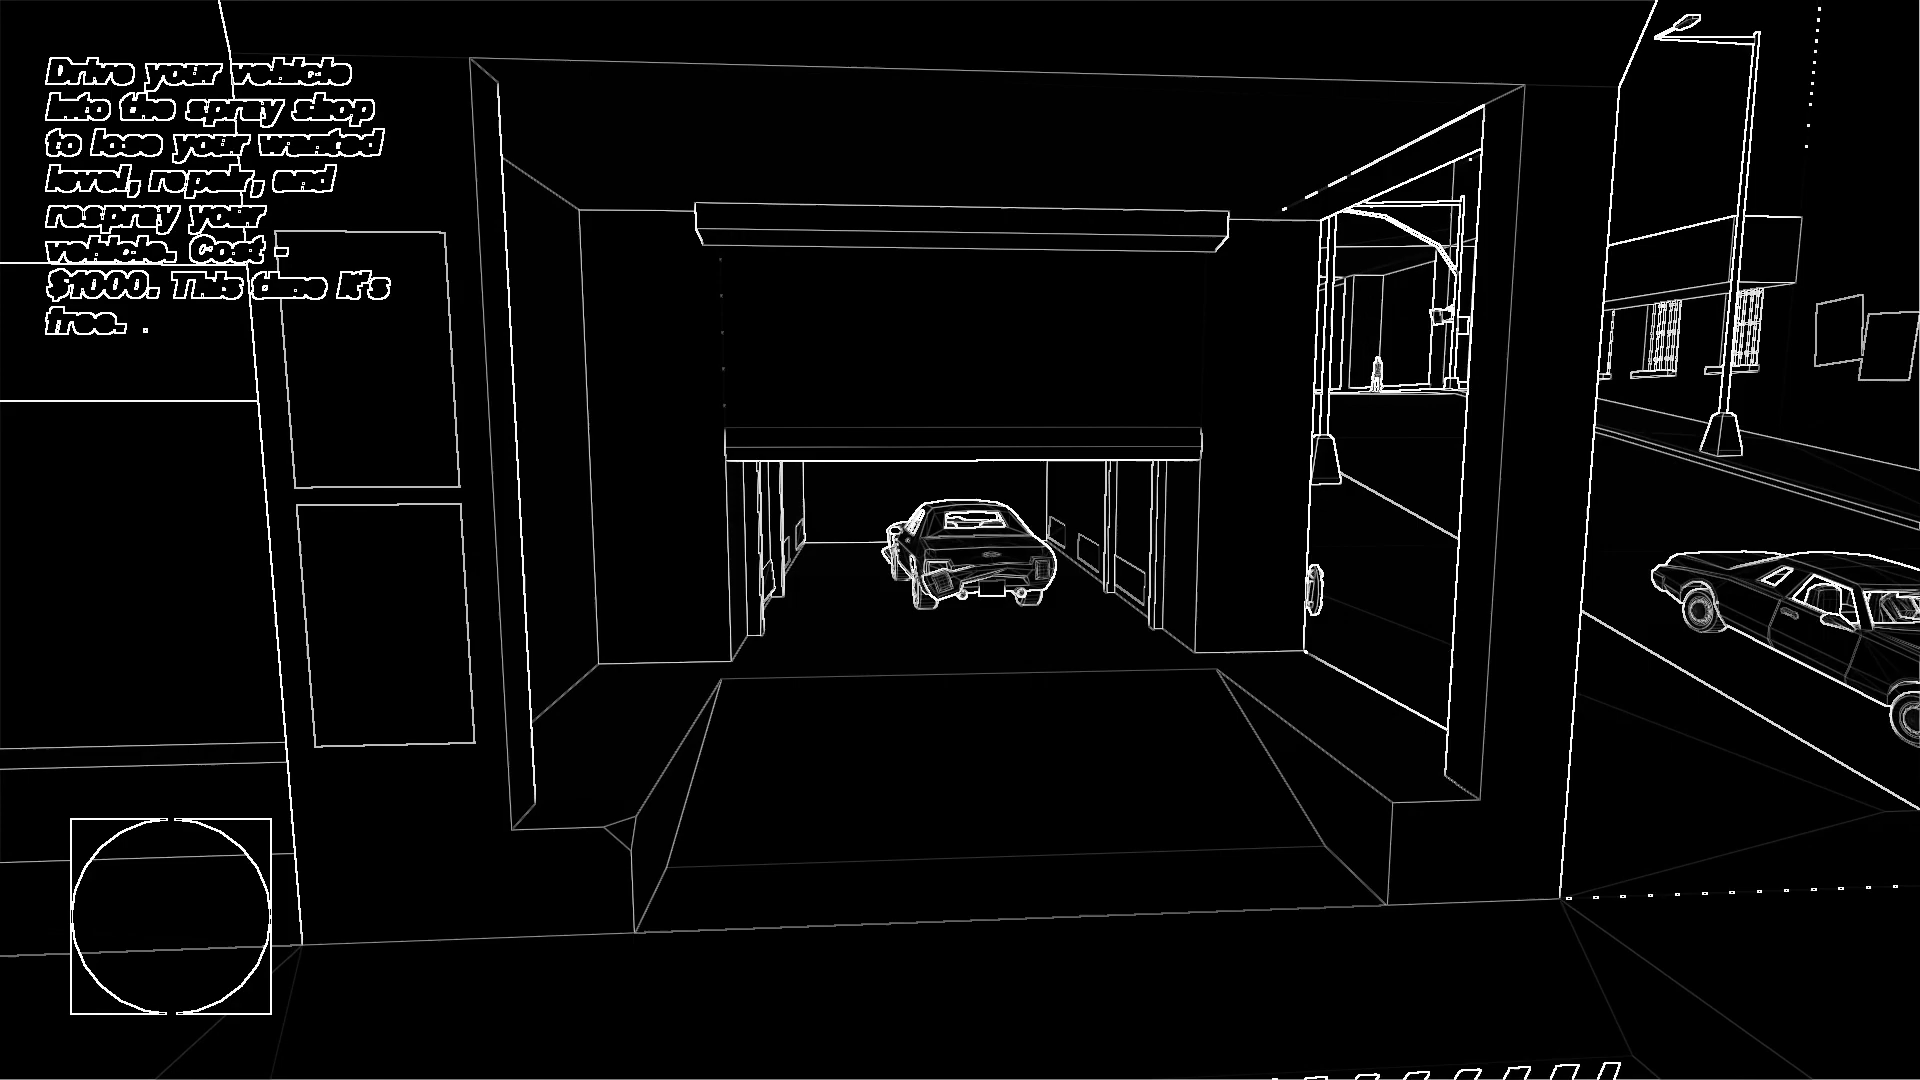 Drive your vehicle
into the spray shop
to lose your wanted
level, repair, and
respray your
vehicle. Cost -
$1000. This time it's
free. .